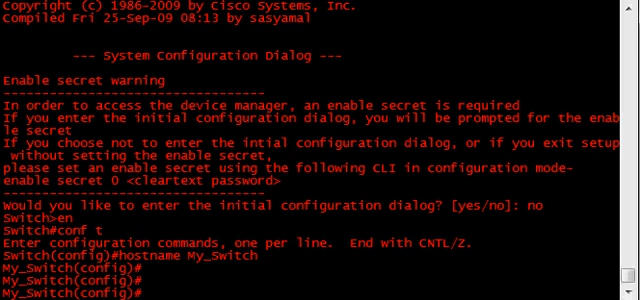 Copyright (c) 1986-2009 by Cisco Systems, Inc.
Compiled Fri 25-Sep-09 08:13 by sasyamal
--- System Configuration Dialog ---
Enable secret warning
----------------------------------
In order to access the device manager, an enable secret is required
If you enter the initial configuration dialog, you will be prompted for the enab
le secret
If you choose not to enter the intial configuration dialog, or if you exit setup
 without setting the enable secret,
please set an enable secret using the following CLI in configuration mode-
enable secret 0 <cleartext password>
----------------------------------
Would you like to enter the initial configuration dialog? [yes/no]: no
Switch>en
Switch#conf t
Enter configuration commands, one per line.  End with CNTL/Z.
Switch(config)#hostname My_Switch
My_Switch(config)#
My_Switch(config)#
My_Switch(config)#